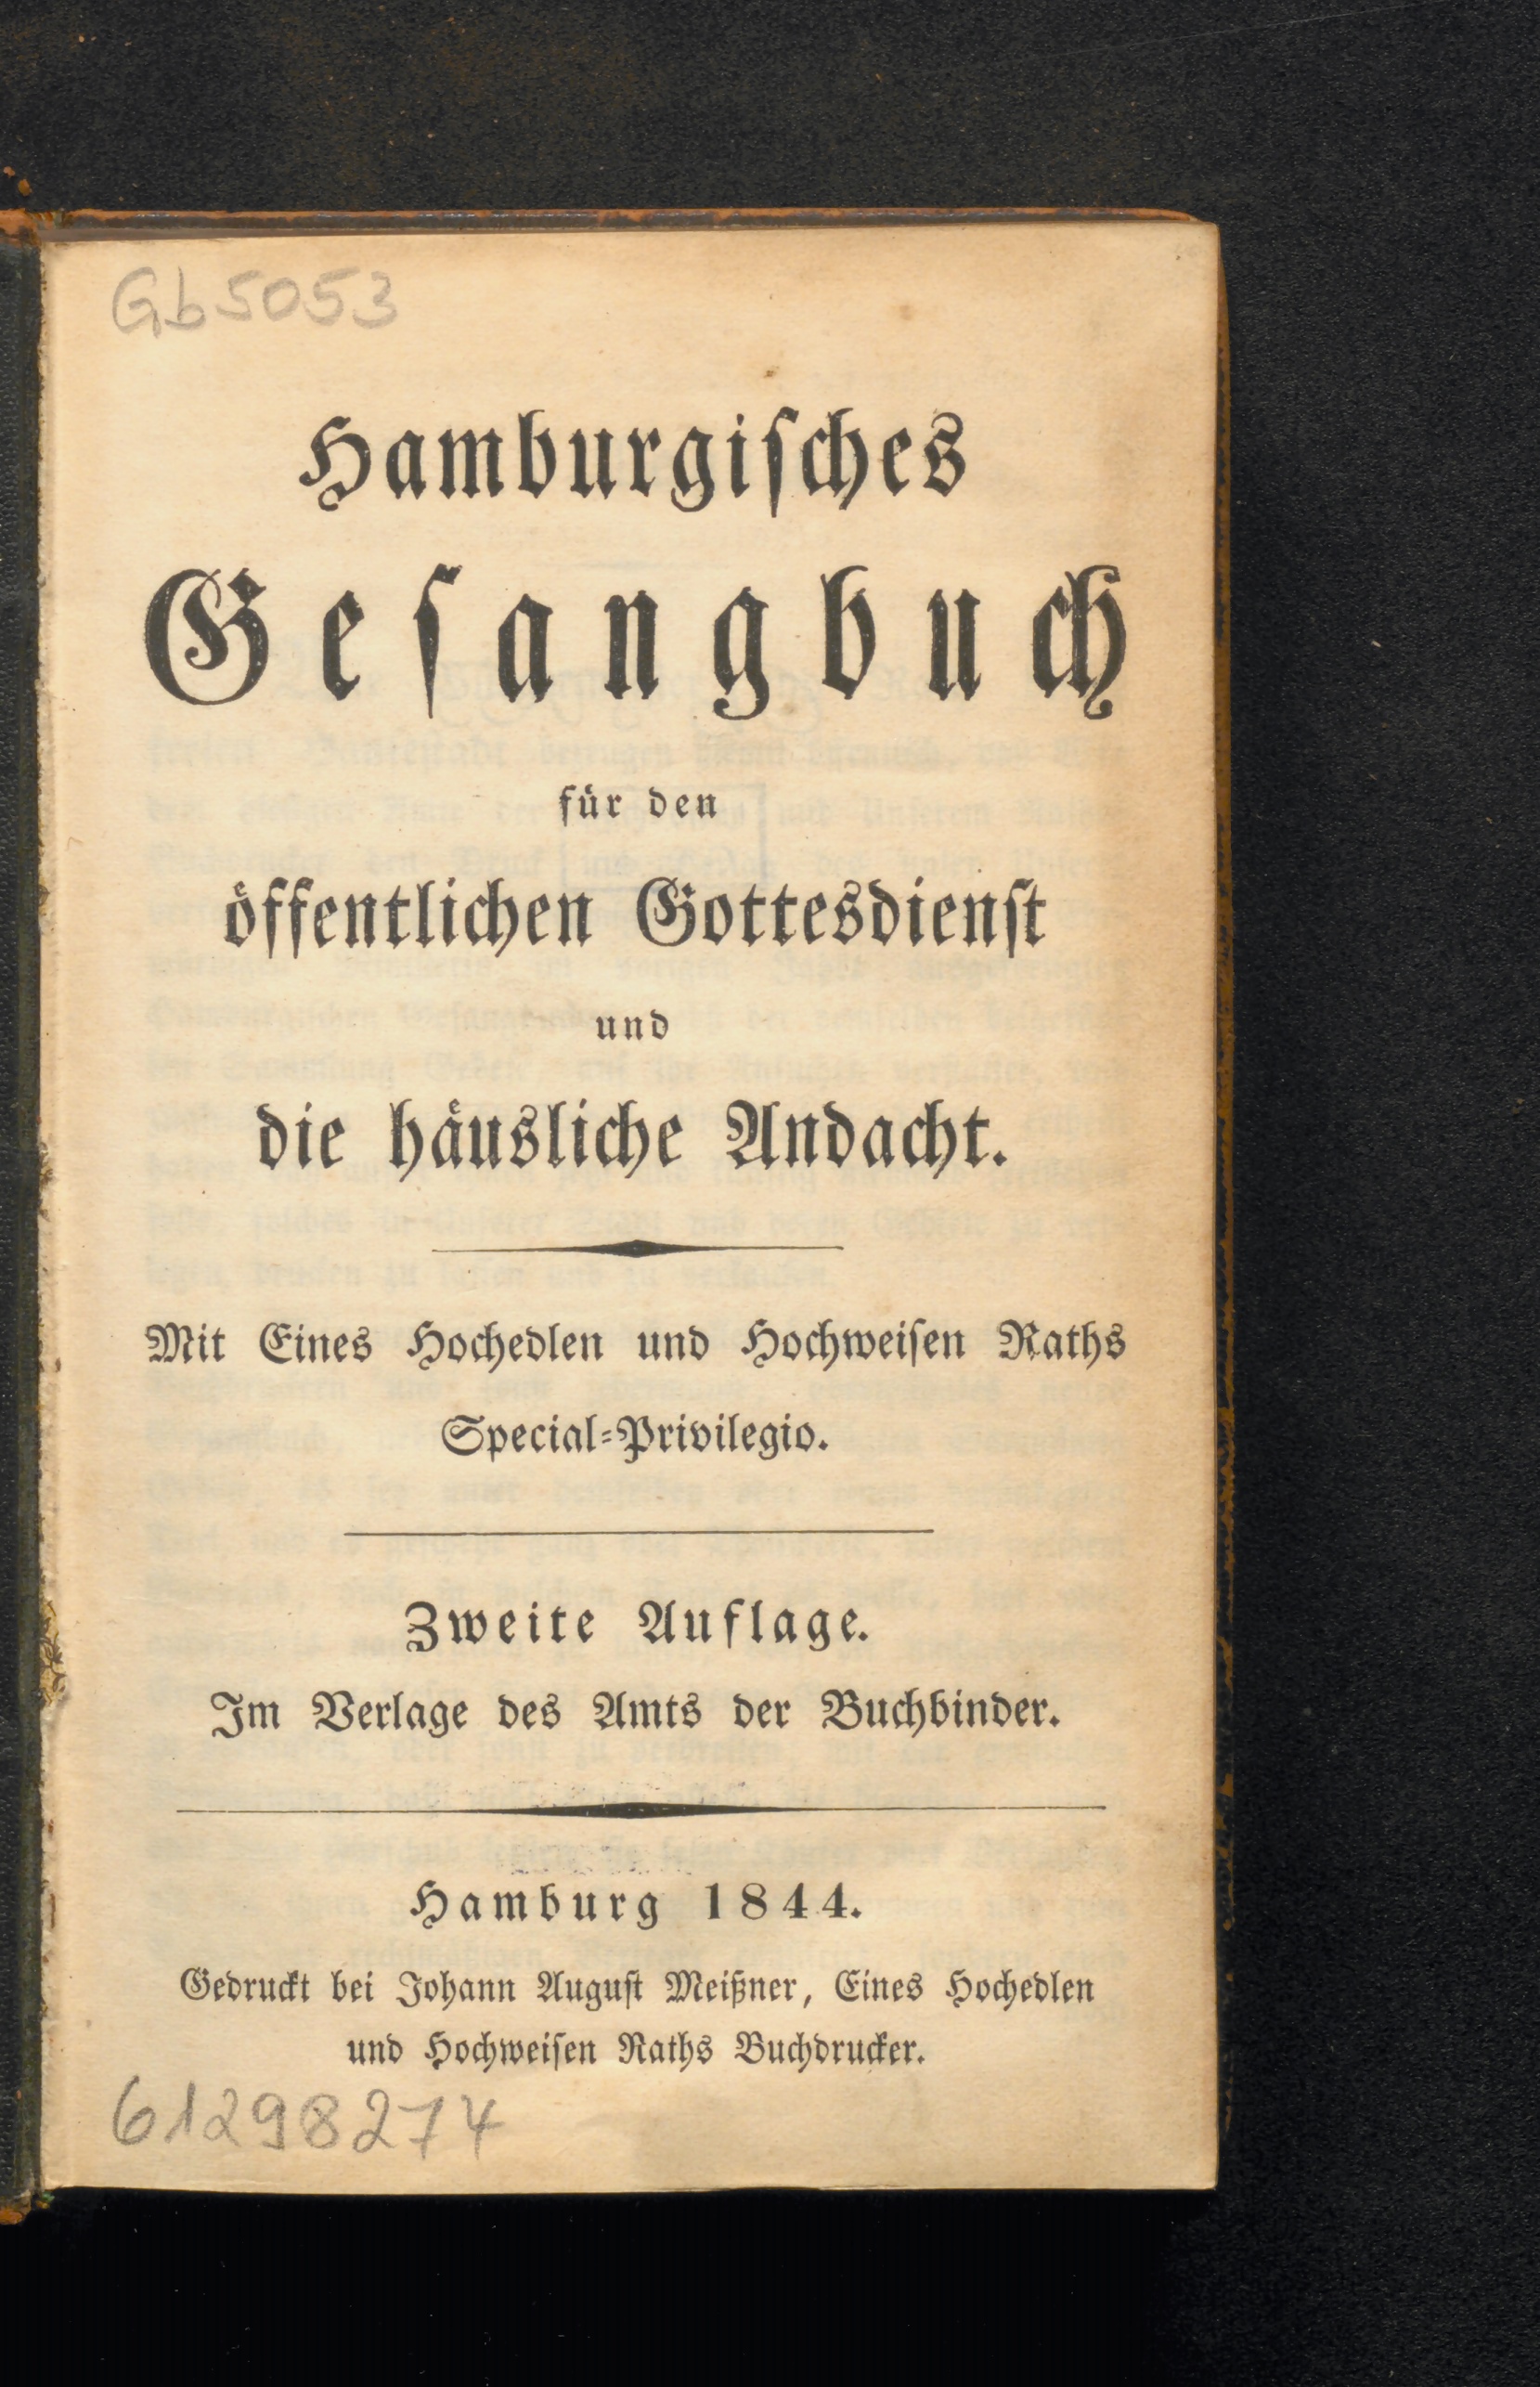 Gb 5053
Hamburgiſches
Geſangbuch
für den
öffentlichen Gottesdienſt
und
die häusliche Andacht.
Mit Eines Hochedlen und Hochweiſen Raths
Special-Privilegio.
Zweite Auflage.
Im Verlage des Amts der Buchbinder.
Hamburg 1844.
Gedruckt bei Johann Auguſt Meißner, Eines Hochedlen
und Hochweiſen Raths Buchdrucker.
61298274